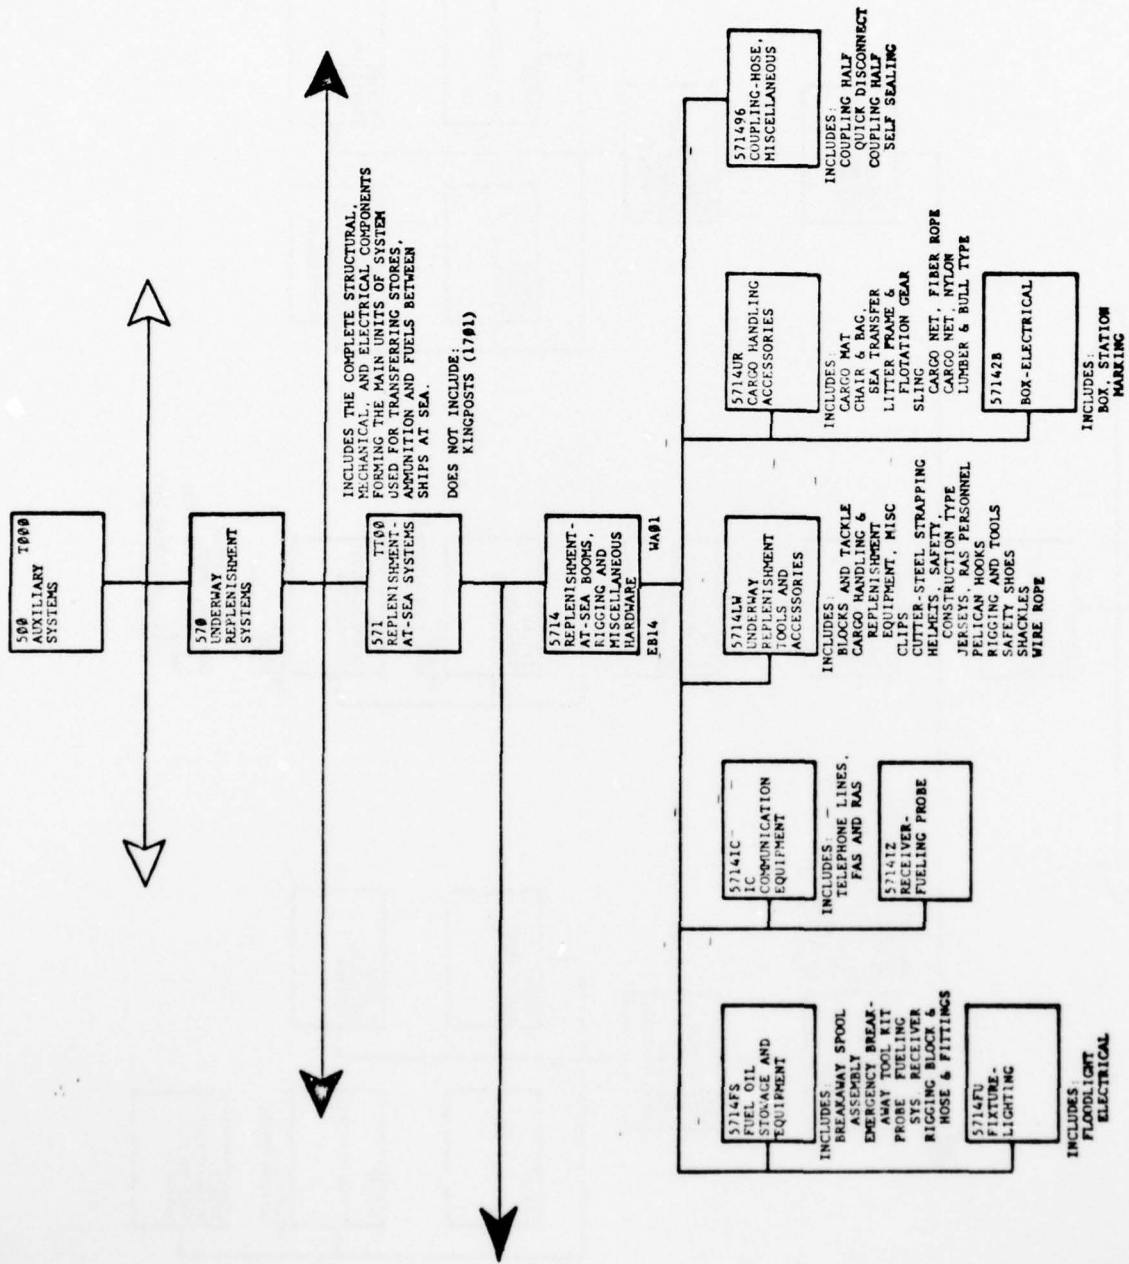 500 T000
AUXILIARY
SYSTEMS
570
UNDERWAY
REPLENISHMENT
SYSTEMS
571 TT00
REPLENISHMENT-
AT-SEA SYSTEMS
INCLUDES THE COMPLETE STRUCTURAL,
MECHANICAL, AND ELECTRICAL COMPONENTS
FORMING THE MAIN UNITS OF SYSTEM
USED FOR TRANSFERRING STORES,
AMMUNITION AND FUELS BETWEEN
SHIPS AT SEA.
DOES NOT INCLUDE:
KINGPOSTS (1701)
5714
REPLENISHMENT-
AT-SEA BOOMS,
RIGGING AND
MISCELLANEOUS
HARDWARE
EB14 WA01
5714FS
FUEL OIL
STORAGE AND
EQUIPMENT
INCLUDES:
BREAKAWAY SPOOL
ASSEMBLY
EMERGENCY BREAK-
AWAY TOOL KIT
PROBE FUELING
SYS. RECEIVER
RIGGING BLOCK &
HOSE & FITTINGS
5714FU
FIXTURE-
LIGHTING
INCLUDES:
FLOODLIGHT
ELECTRICAL
5714IC
IC
COMMUNICATION
EQUIPMENT
INCLUDES:
TELEPHONE LINES,
FAS AND RAS
5714IZ
RECEIVER-
FUELING PROBE
5714LW
UNDERWAY
REPLENISHMENT
TOOLS AND
ACCESSORIES
INCLUDES:
BLOCKS AND TACKLE
CARGO HANDLING &
REPLENISHMENT
EQUIPMENT, MISC
CLIPS
CUTTER-STEEL STRAPPING
HELMETS, SAFETY,
CONSTRUCTION TYPE
JERSEYS, RAS PERSONNEL
PELICAN HOOKS
RIGGING AND TOOLS
SAFETY SHOES
SHACKLES
WIRE ROPE
5714UR
CARGO HANDLING
ACCESSORIES
INCLUDES:
CARGO MAT
CHAIR & BAG,
SEA TRANSFER
LITTER FRAME &
FLOTATION GEAR
SLING
CARGO NET, FIBER ROPE
CARGO NET, NYLON
LUMBER & BULL TYPE
57142B
BOX-ELECTRICAL
INCLUDES:
BOX, STATION
MARKING
571496
COUPLING-HOSE,
MISCELLANEOUS
INCLUDES:
COUPLING HALF
QUICK DISCONNECT
COUPLING HALF
SELF SEALING